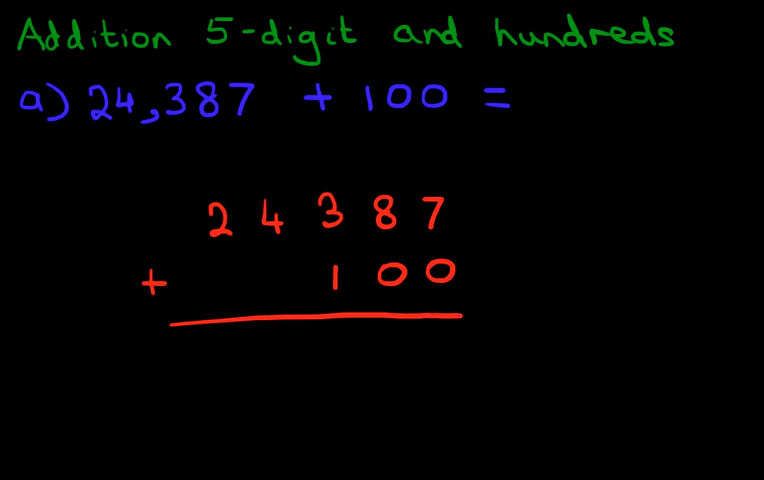 Addition 5-digit and hundreds
a) 24,387 + 100 =
2 4 3 8 7
+ 1 0 0